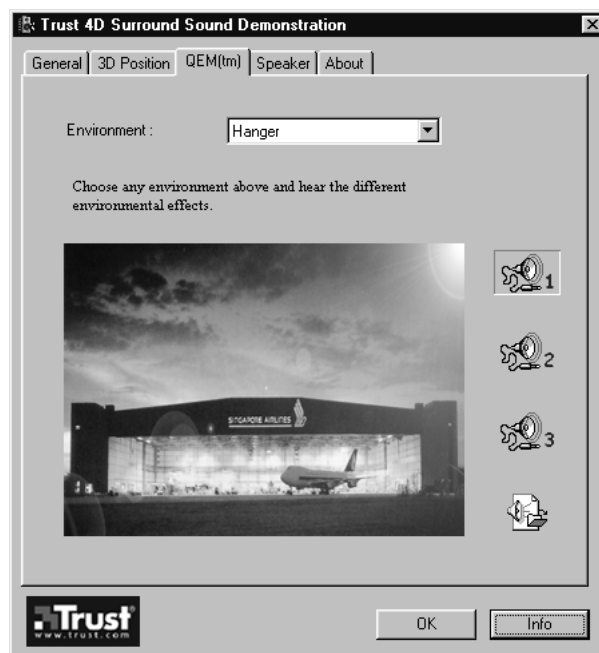 Trust 4D Surround Sound Demonstration
General 3D Position QEM(tm) Speaker About
Environment : Hanger
Choose any environment above and hear the different
environmental effects.
SINGAPORE AIRLINES
1
2
3
Trust
www.trust.com
OK Info